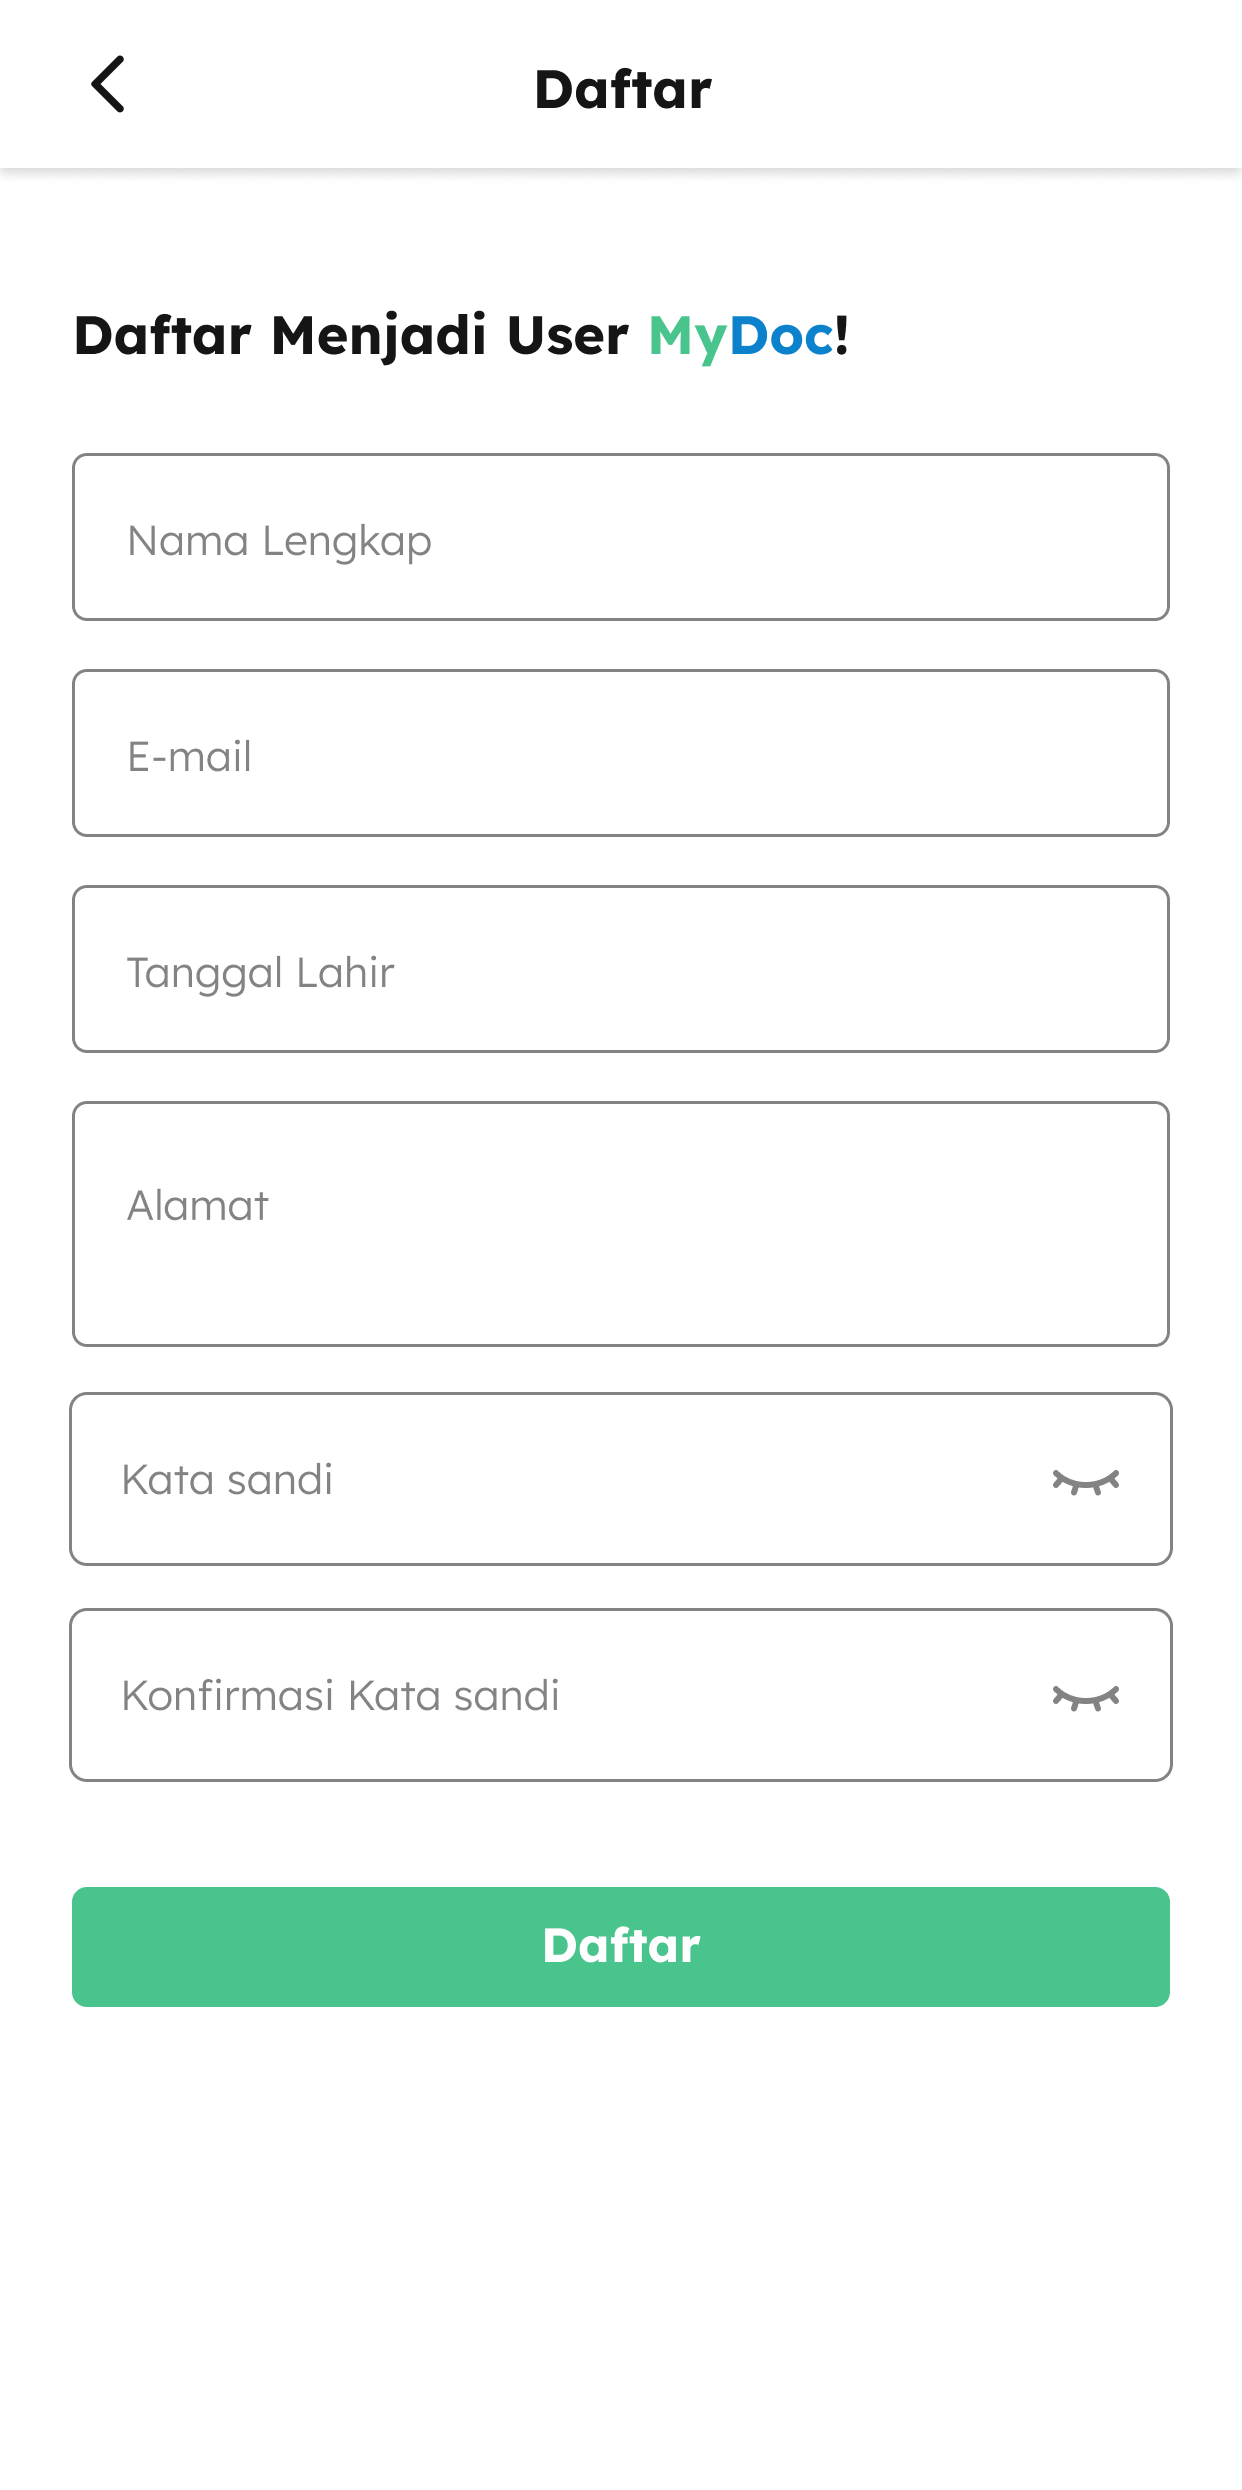 Daftar
Daftar Menjadi User MyDoc!
Nama Lengkap
E-mail
Tanggal Lahir
Alamat
Kata sandi
Konfirmasi Kata sandi
Daftar